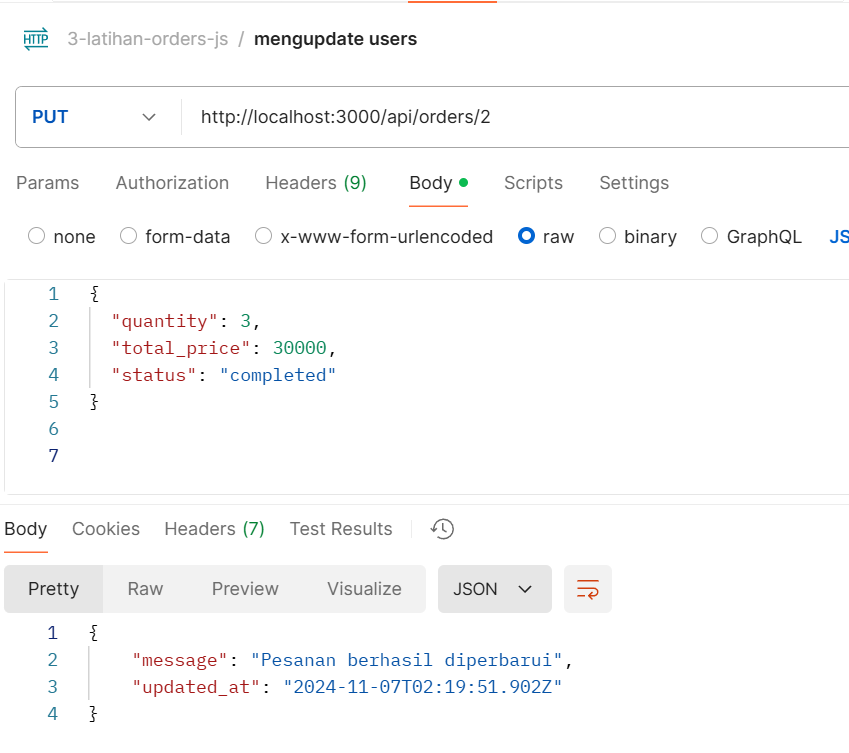 HTTP 3-latihan-orders-js / mengupdate users
PUT http://localhost:3000/api/orders/2
Params Authorization Headers (9) Body Scripts Settings
none form-data x-www-form-urlencoded raw binary GraphQL JS
1 {
2 "quantity": 3,
3 "total_price": 30000,
4 "status": "completed"
5 }
6
7
Body Cookies Headers (7) Test Results
Pretty Raw Preview Visualize JSON
1 {
2 "message": "Pesanan berhasil diperbarui",
3 "updated_at": "2024-11-07T02:19:51.902Z"
4 }